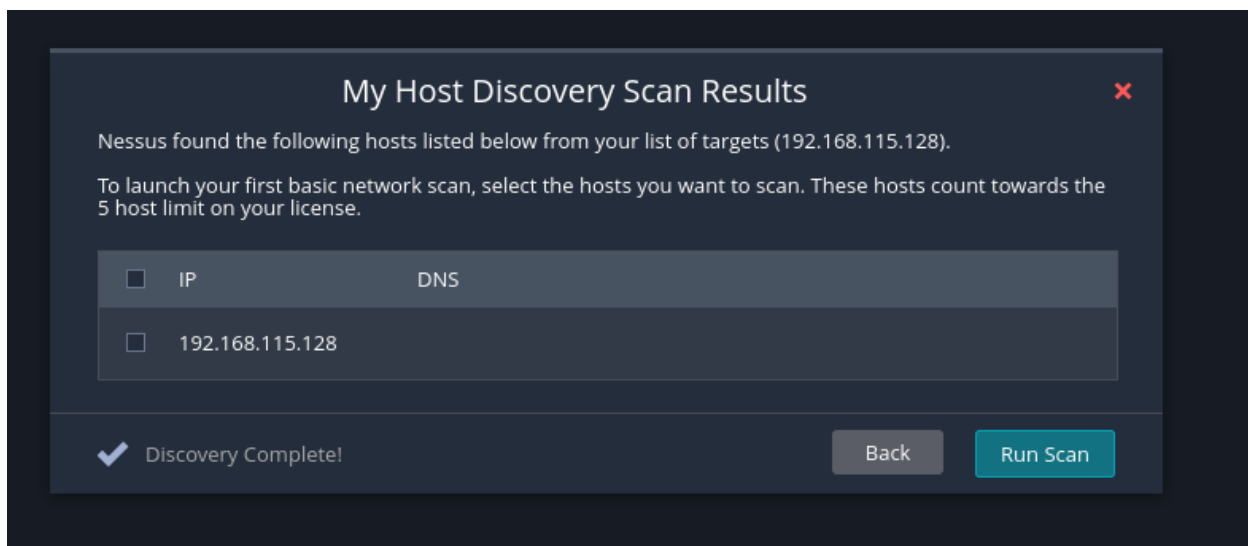 My Host Discovery Scan Results
Nessus found the following hosts listed below from your list of targets (192.168.115.128).
To launch your first basic network scan, select the hosts you want to scan. These hosts count towards the
5 host limit on your license.
IP DNS
192.168.115.128
Discovery Complete! Back Run Scan